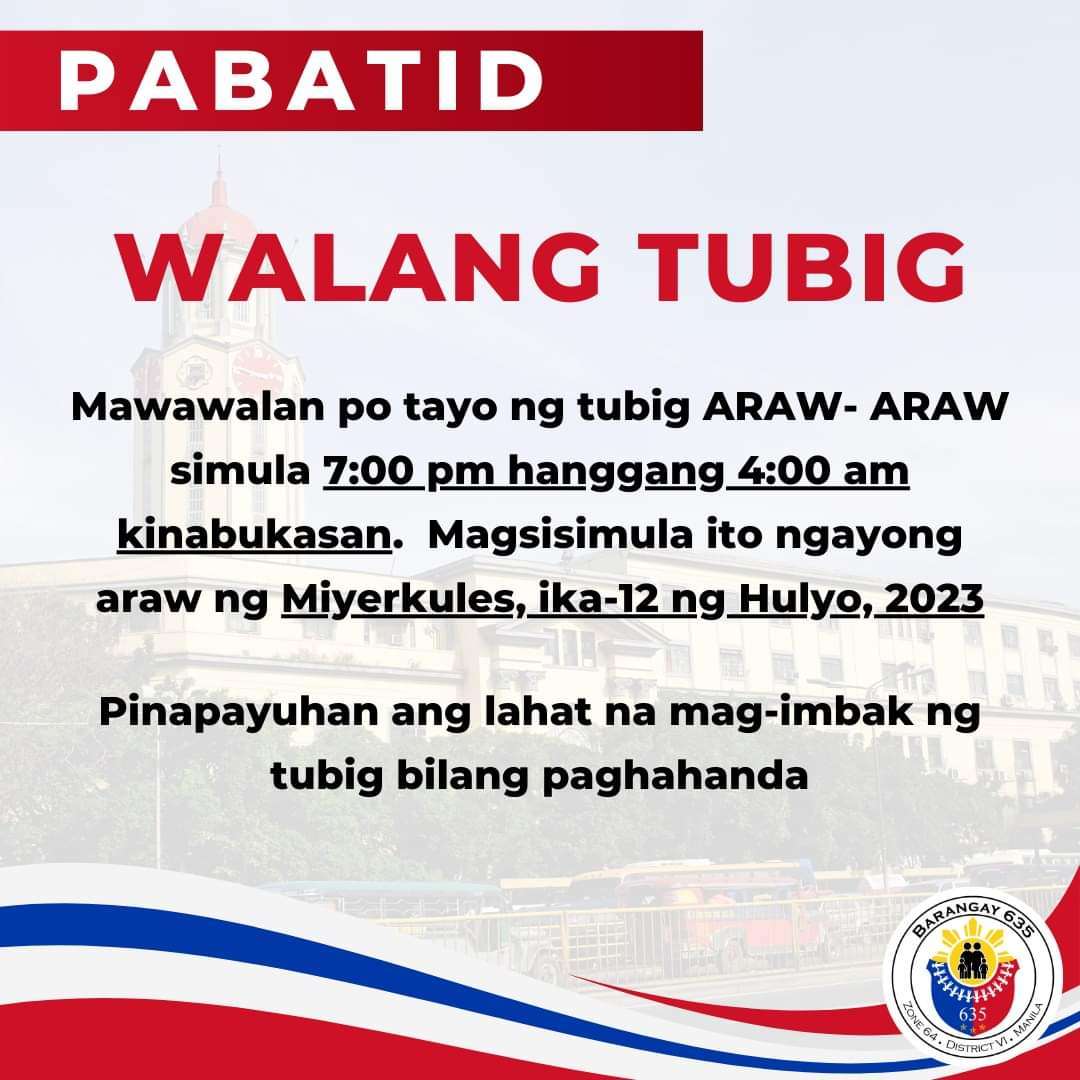 PABATID
WALANG TUBIG
Mawawalan po tayo ng tubig ARAW- ARAW
simula 7:00 pm hanggang 4:00 am
kinabukasan. Magsisimula ito ngayong
araw ng Miyerkules, ika-12 ng Hulyo, 2023
Pinapayuhan ang lahat na mag-imbak ng
tubig bilang paghahanda
BARANGAY 635
635
ZONE 64 • DISTRICT VI • MANILA